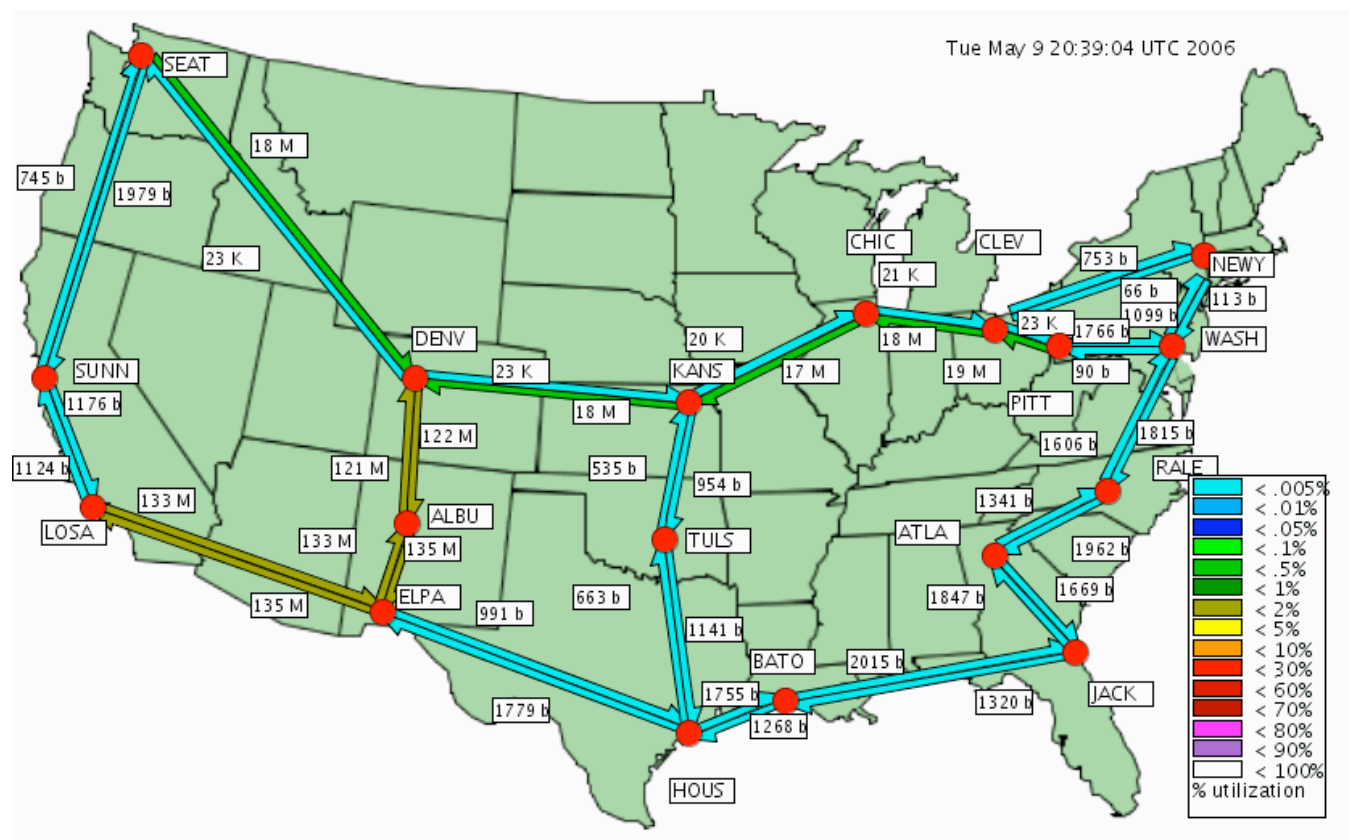 Tue May 9 20:39:04 UTC 2006
SEAT
18 M
745 b
1979 b
23 K
CHIC
CLEV
753 b
NEWY
21 K
66 b
113 b
1099 b
23 K
1766 b
WASH
DENV
20 K
18 M
KANS
17 M
19 M
90 b
SUNN
23 K
PITT
1176 b
18 M
122 M
1606 b
1815 b
1124 b
121 M
535 b
954 b
RALE
133 M
1341 b
LOSA
ALBU
133 M
135 M
TULS
ATLA
1962 b
135 M
ELPA
991 b
663 b
1847 b
1669 b
1141 b
BATO
2015 b
1779 b
1755 b
1268 b
1320 b
JACK
HOUS
< .005%
< .01%
< .05%
< .1%
< .5%
< 1%
< 2%
< 5%
< 10%
< 30%
< 60%
< 70%
< 80%
< 90%
< 100%
% utilization